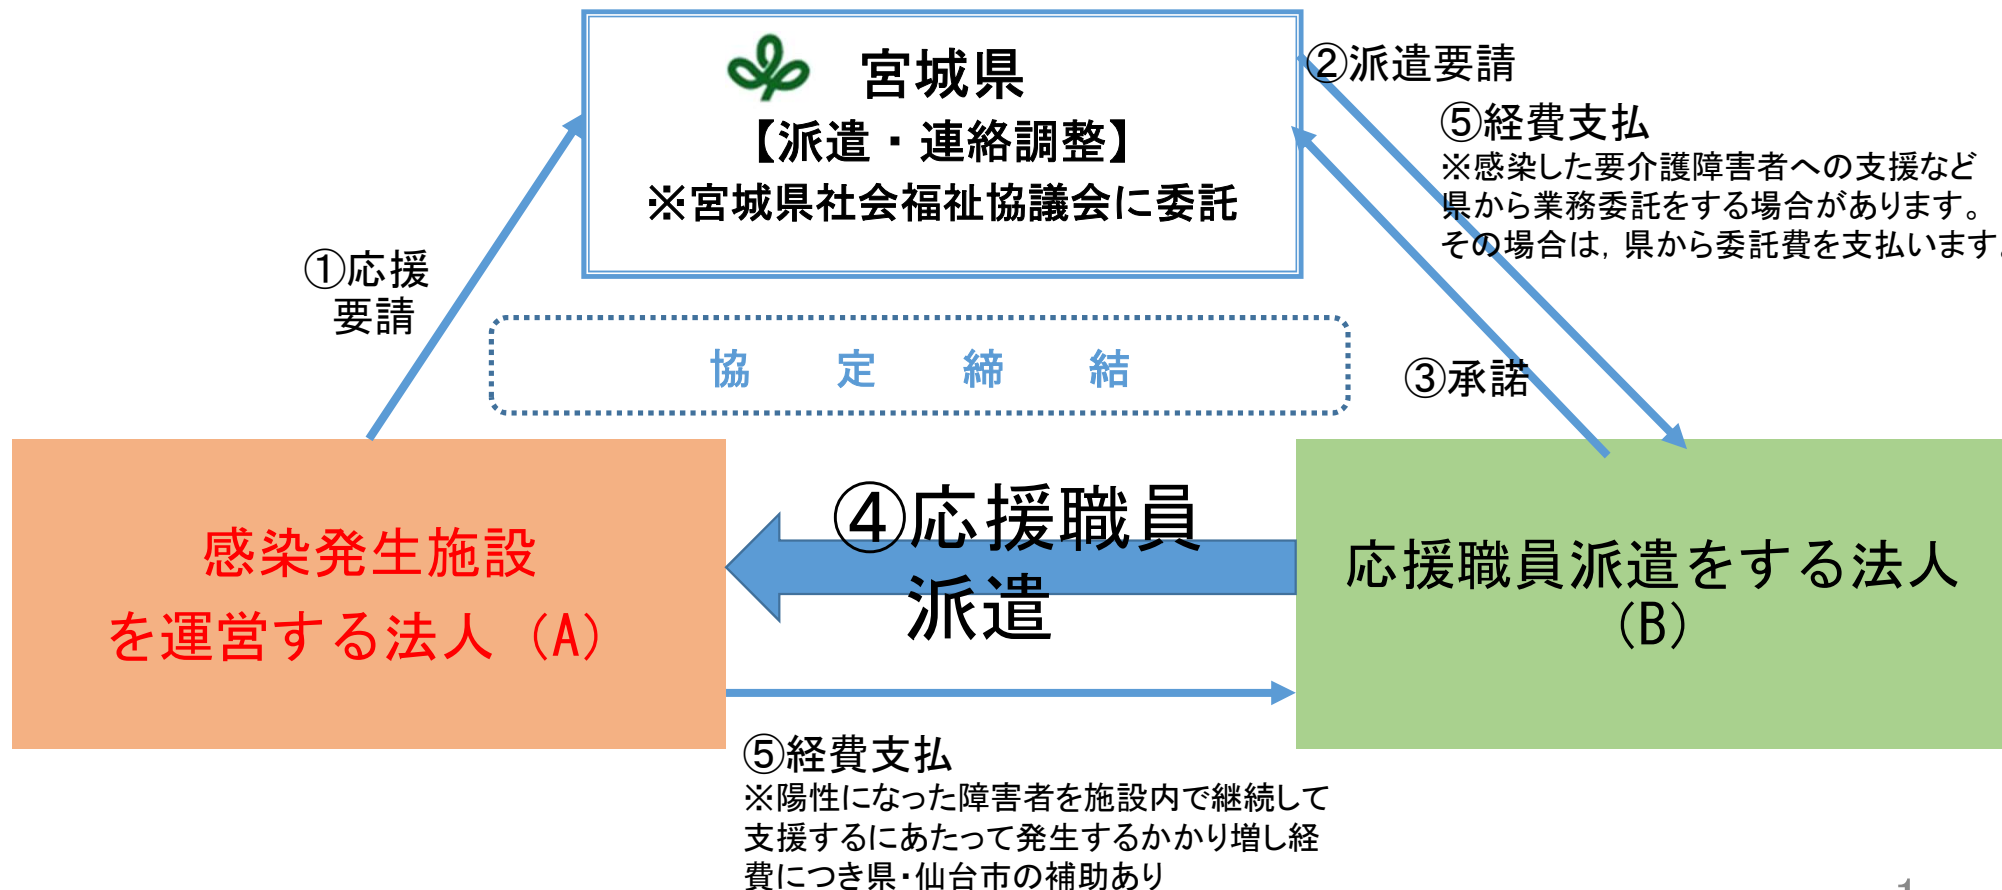 宮城県
【派遣・連絡調整】
※宮城県社会福祉協議会に委託
②派遣要請
⑤経費支払
※感染した要介護障害者への支援など
県から業務委託をする場合があります。
その場合は,県から委託費を支払います。
①応援
要請
協 定 締 結
③承諾
④応援職員
派遣
感染発生施設
を運営する法人(A)
応援職員派遣をする法人
(B)
⑤経費支払
※陽性になった障害者を施設内で継続して
支援するにあたって発生するかかり増し経
費につき県・仙台市の補助あり
1